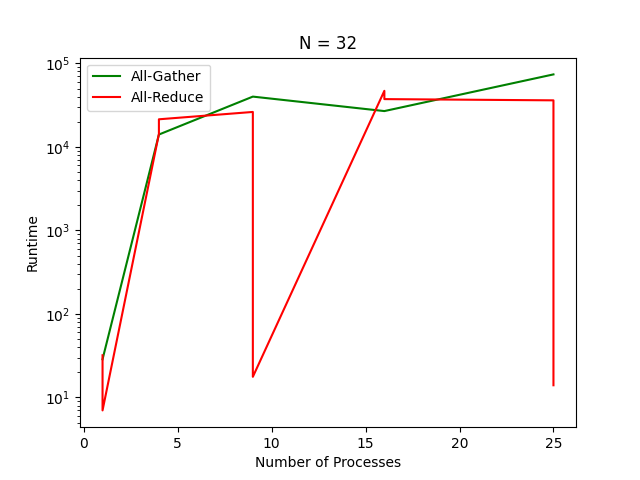 N = 32
All-Gather
All-Reduce
Runtime
10^5
10^4
10^3
10^2
10^1
0 5 10 15 20 25
Number of Processes